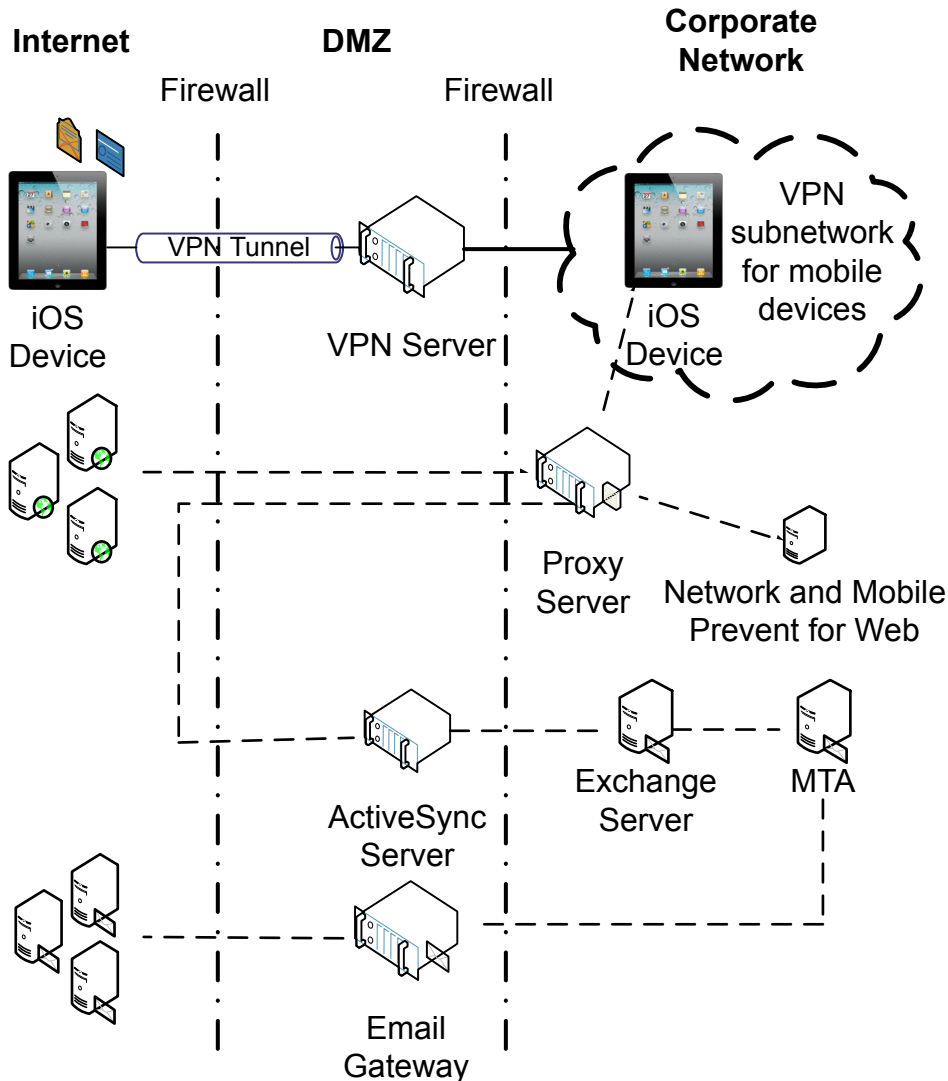 Internet
DMZ
Corporate
Network
Firewall
Firewall
VPN Tunnel
iOS
Device
VPN Server
VPN
subnetwork
for mobile
devices
iOS
Device
Proxy
Server
Network and Mobile
Prevent for Web
ActiveSync
Server
Exchange
Server
MTA
Email
Gateway